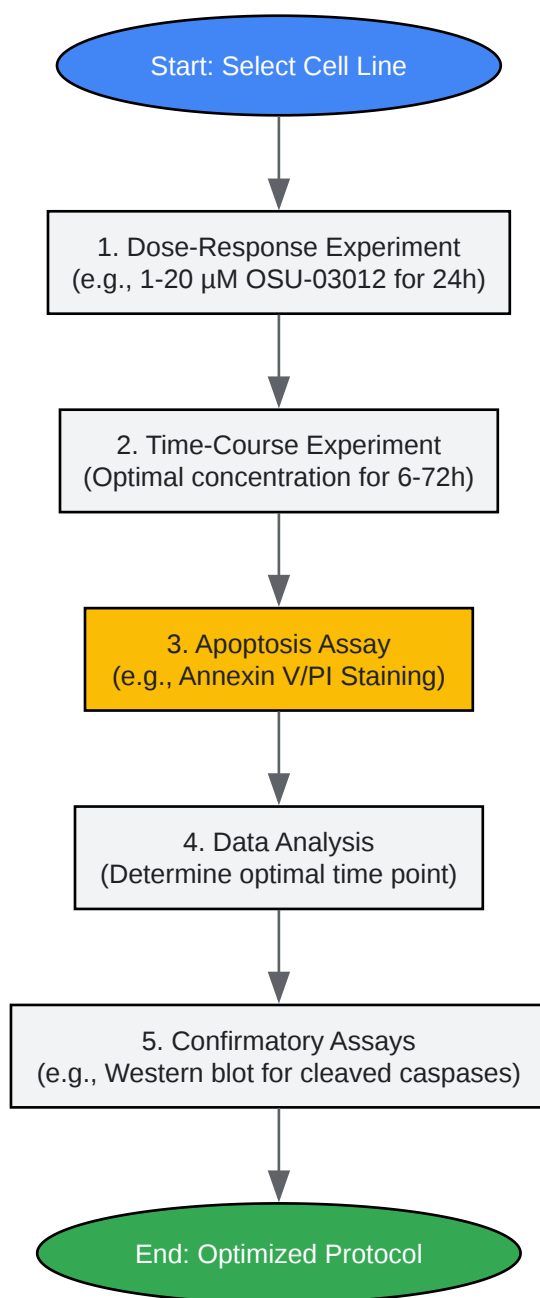 Start: Select Cell Line
1. Dose-Response Experiment
(e.g., 1-20 µM OSU-03012 for 24h)
2. Time-Course Experiment
(Optimal concentration for 6-72h)
3. Apoptosis Assay
(e.g., Annexin V/PI Staining)
4. Data Analysis
(Determine optimal time point)
5. Confirmatory Assays
(e.g., Western blot for cleaved caspases)
End: Optimized Protocol